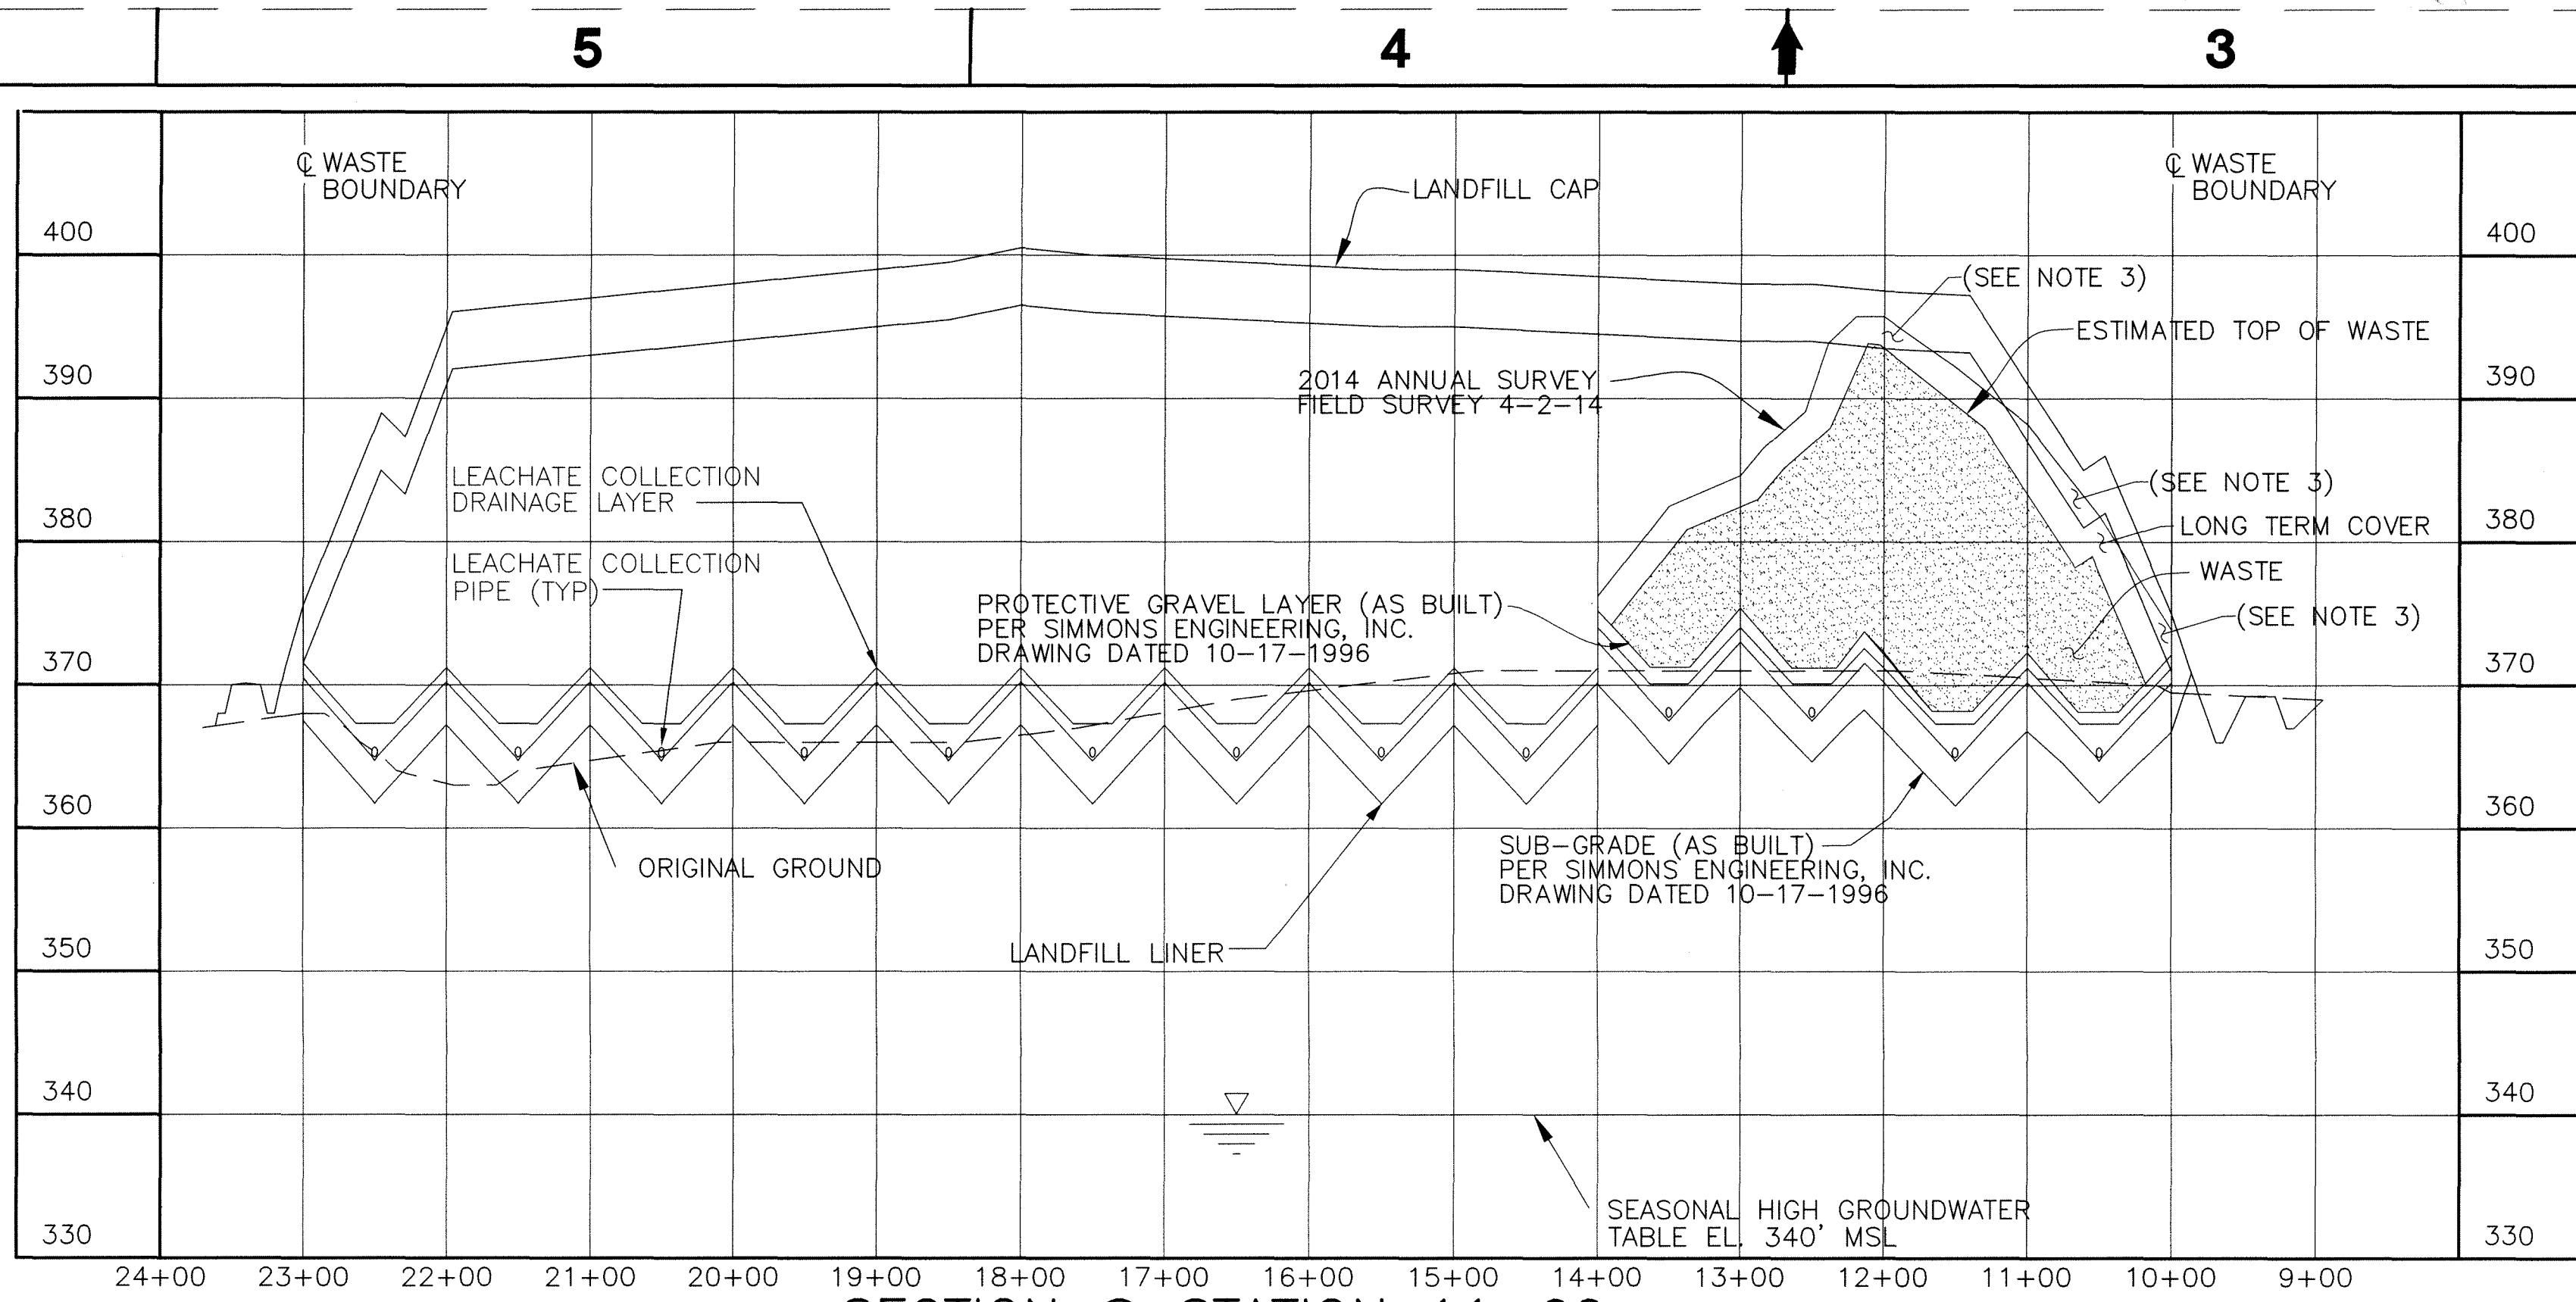 5 4 3
℄ WASTE
BOUNDARY
℄ WASTE
BOUNDARY
LANDFILL CAP
400
400
(SEE NOTE 3)
ESTIMATED TOP OF WASTE
390
390
2014 ANNUAL SURVEY
FIELD SURVEY 4-2-14
LEACHATE COLLECTION
DRAINAGE LAYER
(SEE NOTE 3)
380
380
LONG TERM COVER
LEACHATE COLLECTION
PIPE (TYP)
WASTE
PROTECTIVE GRAVEL LAYER (AS BUILT)
PER SIMMONS ENGINEERING, INC.
DRAWING DATED 10-17-1996
(SEE NOTE 3)
370
370
360
360
ORIGINAL GROUND
SUB-GRADE (AS BUILT)
PER SIMMONS ENGINEERING, INC.
DRAWING DATED 10-17-1996
350
350
LANDFILL LINER
340
340
SEASONAL HIGH GROUNDWATER
TABLE EL. 340' MSL
330
330
24+00 23+00 22+00 21+00 20+00 19+00 18+00 17+00 16+00 15+00 14+00 13+00 12+00 11+00 10+00 9+00